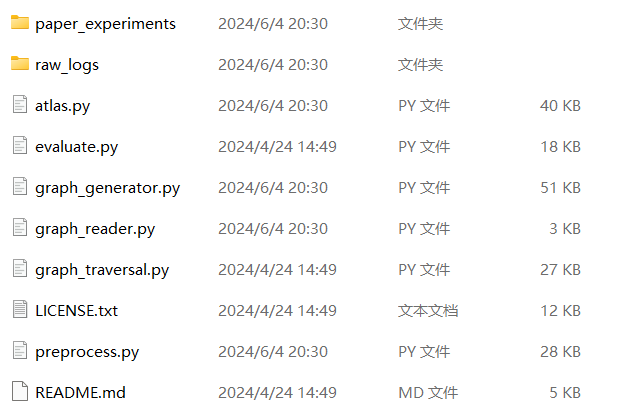 paper_experiments 2024/6/4 20:30 文件夹
raw_logs 2024/6/4 20:30 文件夹
atlas.py 2024/6/4 20:30 PY 文件 40 KB
evaluate.py 2024/4/24 14:49 PY 文件 18 KB
graph_generator.py 2024/6/4 20:30 PY 文件 51 KB
graph_reader.py 2024/6/4 20:30 PY 文件 3 KB
graph_traversal.py 2024/4/24 14:49 PY 文件 27 KB
LICENSE.txt 2024/4/24 14:49 文本文档 12 KB
preprocess.py 2024/6/4 20:30 PY 文件 28 KB
README.md 2024/4/24 14:49 MD 文件 5 KB